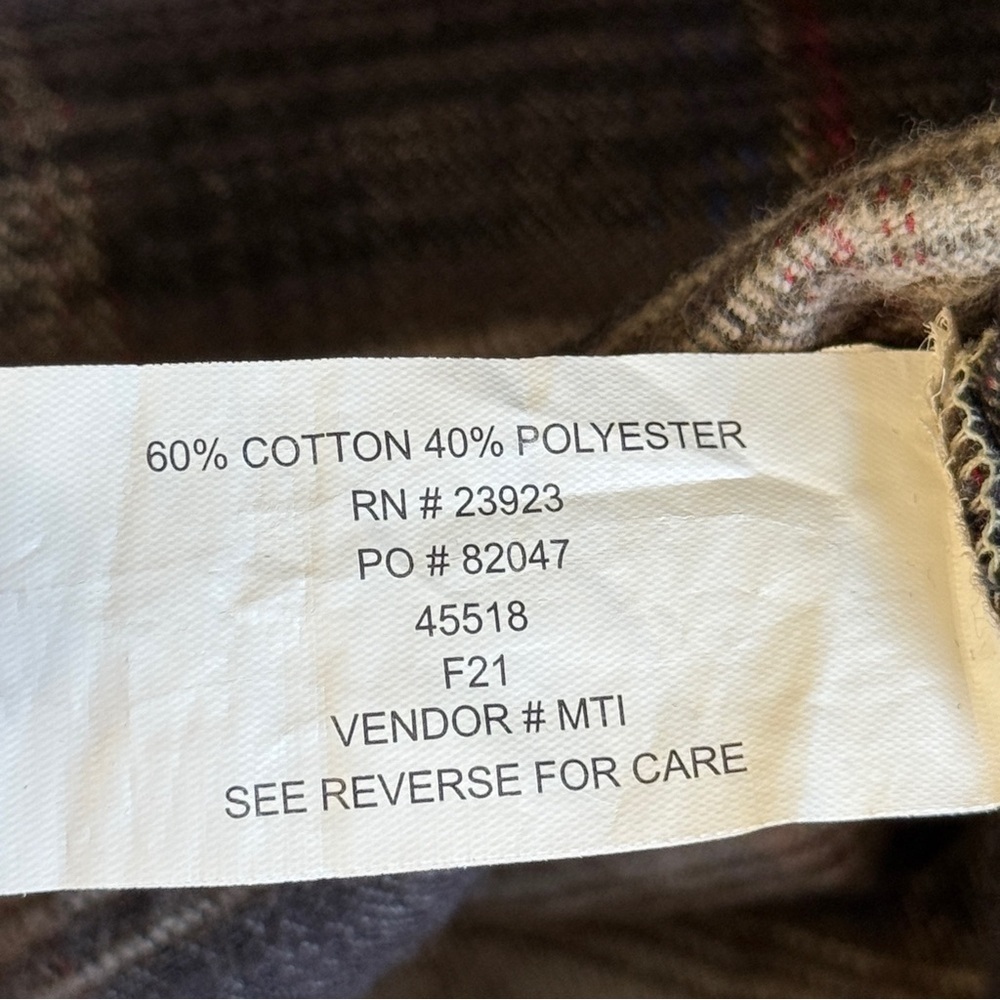 60% COTTON 40% POLYESTER
RN # 23923
PO # 82047
45518
F21
VENDOR # MTI
SEE REVERSE FOR CARE